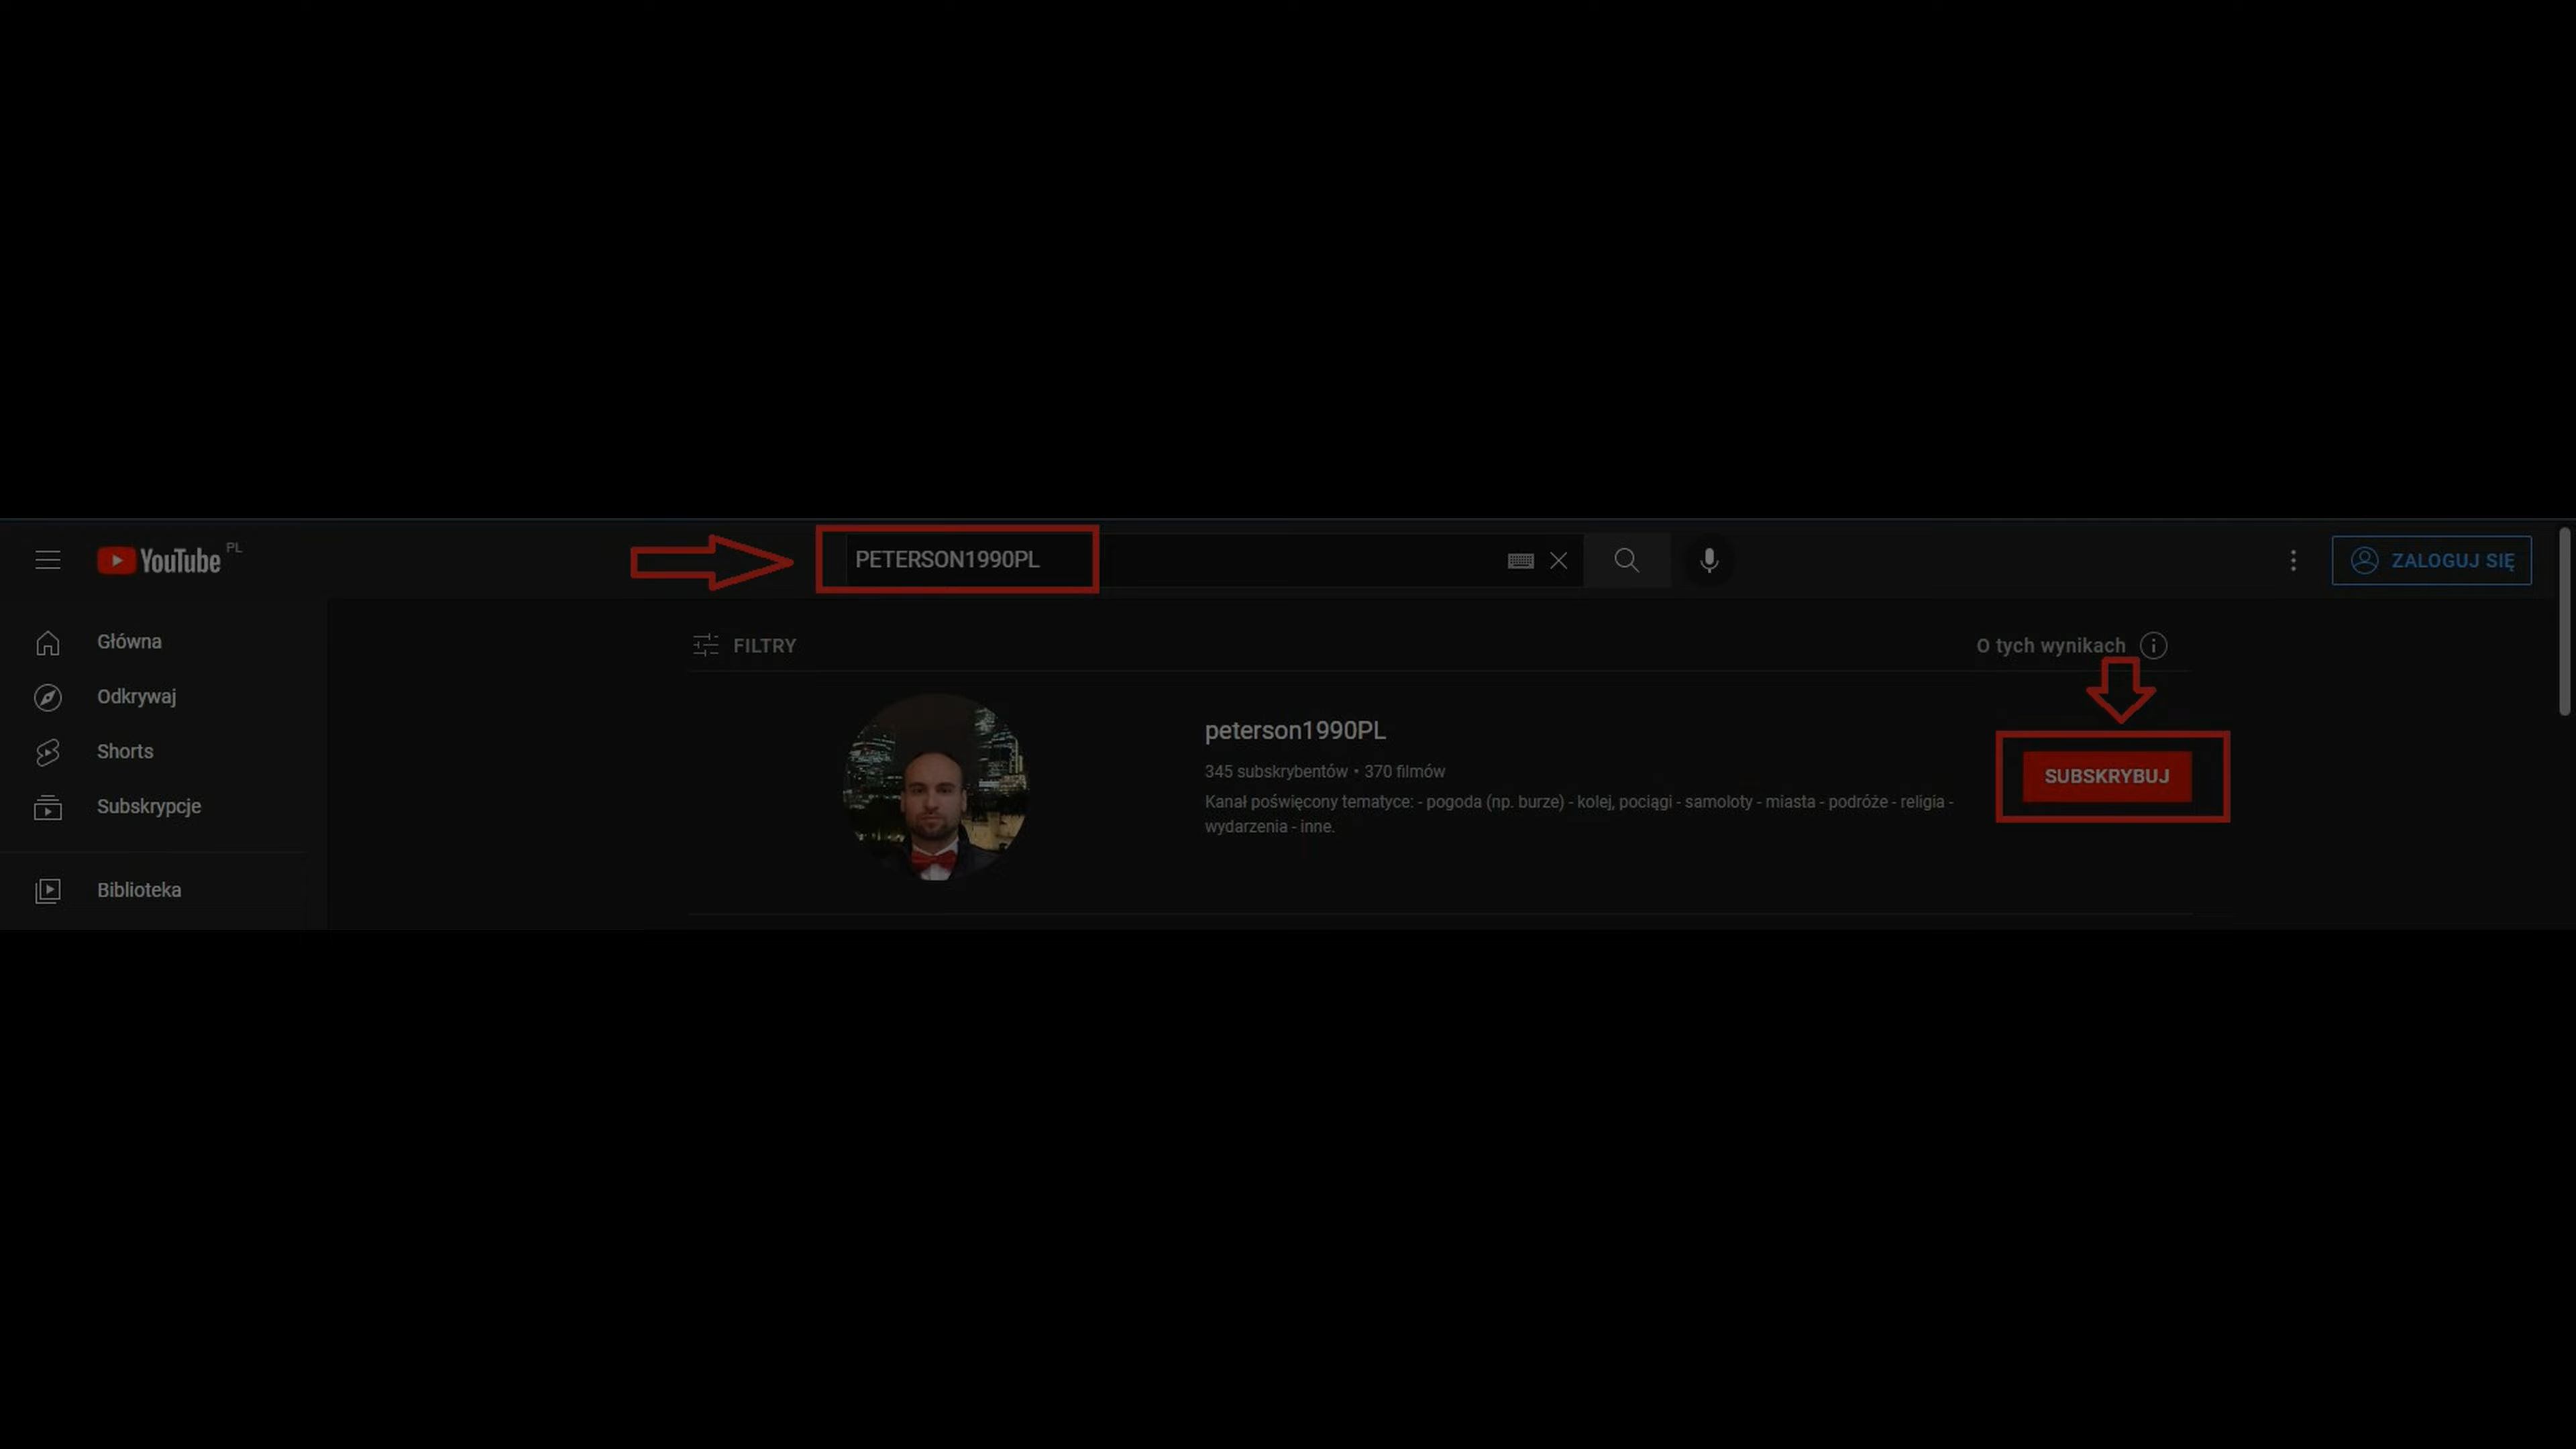 YouTube PL
PETERSON1990PL
ZALOGUJ SIĘ
Główna
Odkrywaj
Shorts
Subskrypcje
Biblioteka
FILTRY
O tych wynikach
peterson1990PL
345 subskrybentów • 370 filmów
Kanał poświęcony tematyce: - pogoda (np. burze) - kolej, pociągi - samoloty - miasta - podróże - religia -
wydarzenia - inne.
SUBSKRYBUJ